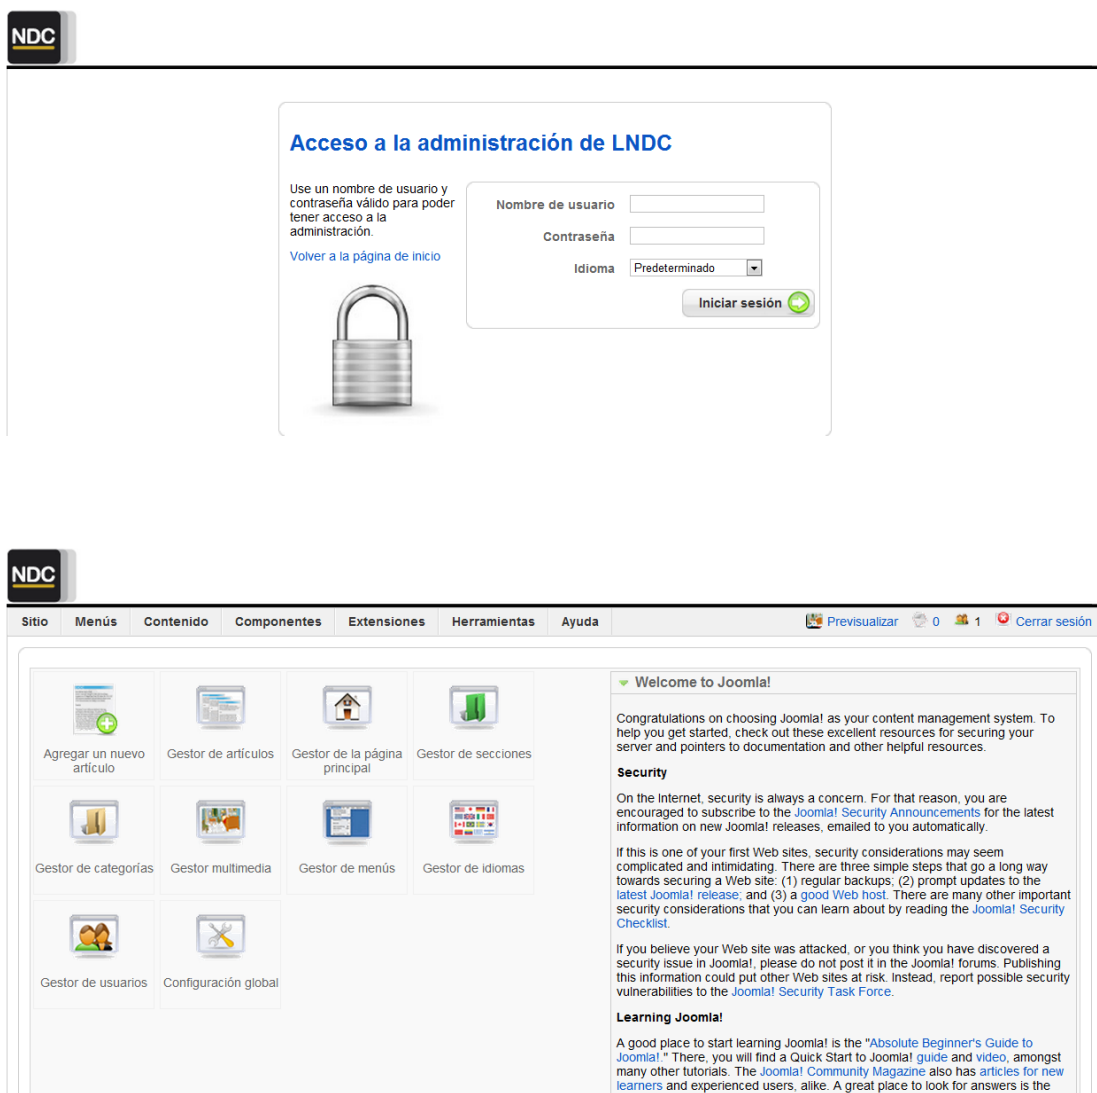 NDC
Acceso a la administración de LNDC
Use un nombre de usuario y
contraseña válido para poder
tener acceso a la
administración.
Volver a la página de inicio
Nombre de usuario
Contraseña
Idioma
Predeterminado
Iniciar sesión
NDC
Sitio Menús Contenido Componentes Extensiones Herramientas Ayuda Previsualizar 0 1 Cerrar sesión
Agregar un nuevo
artículo
Gestor de artículos
Gestor de la página
principal
Gestor de secciones
Gestor de categorías
Gestor multimedia
Gestor de menús
Gestor de idiomas
Gestor de usuarios
Configuración global
Welcome to Joomla!
Congratulations on choosing Joomla! as your content management system. To
help you get started, check out these excellent resources for securing your
server and pointers to documentation and other helpful resources.
Security
On the Internet, security is always a concern. For that reason, you are
encouraged to subscribe to the Joomla! Security Announcements for the latest
information on new Joomla! releases, emailed to you automatically.
If this is one of your first Web sites, security considerations may seem
complicated and intimidating. There are three simple steps that go a long way
towards securing a Web site: (1) regular backups; (2) prompt updates to the
latest Joomla! release; and (3) a good Web host. There are many other important
security considerations that you can learn about by reading the Joomla! Security
Checklist.
If you believe your Web site was attacked, or you think you have discovered a
security issue in Joomla!, please do not post it in the Joomla! forums. Publishing
this information could put other Web sites at risk. Instead, report possible security
vulnerabilities to the Joomla! Security Task Force.
Learning Joomla!
A good place to start learning Joomla! is the "Absolute Beginner's Guide to
Joomla!." There, you will find a Quick Start to Joomla! guide and video, amongst
many other tutorials. The Joomla! Community Magazine also has articles for new
learners and experienced users, alike. A great place to look for answers is the